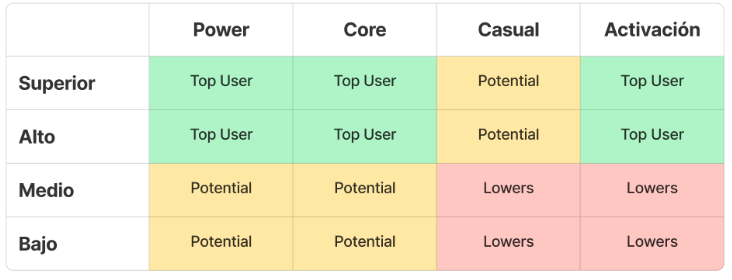 Power Core Casual Activación
Superior Top User Top User Potential Top User
Alto Top User Top User Potential Top User
Medio Potential Potential Lowers Lowers
Bajo Potential Potential Lowers Lowers